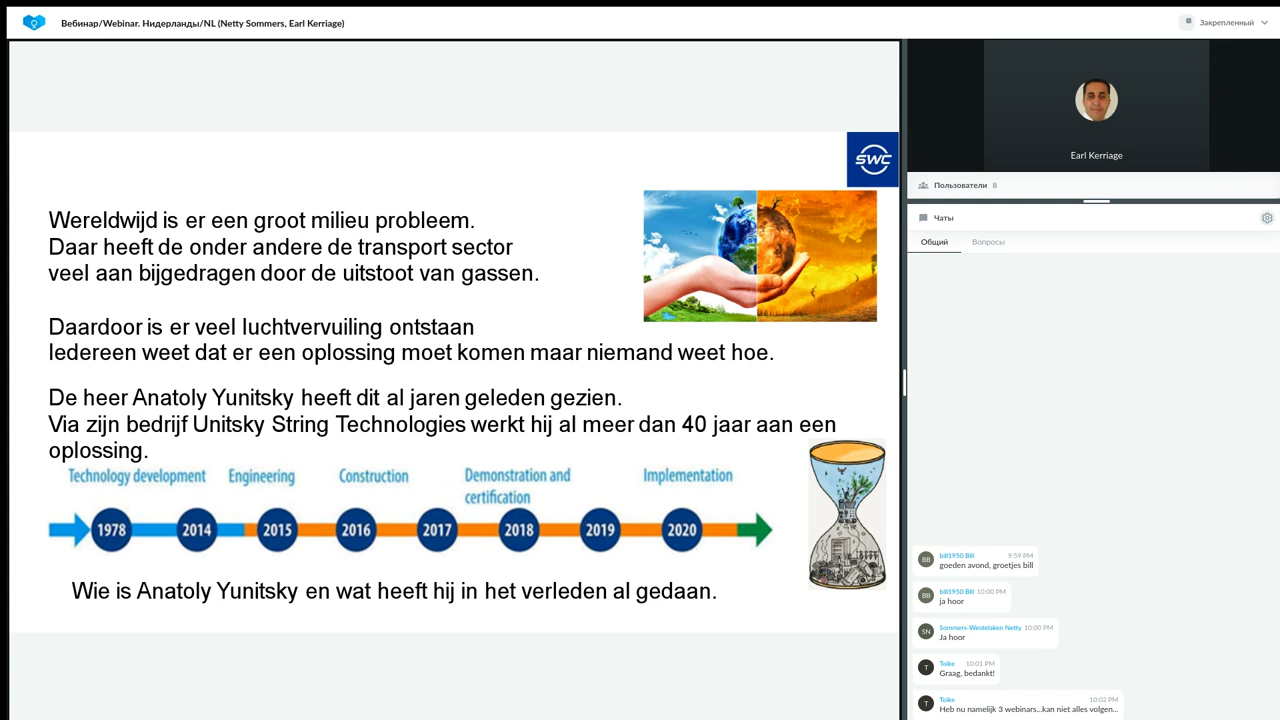 Вебинар/Webinar. Нидерланды/NL (Netty Sommers, Earl Kerriage)
Закрепленный
SWC
Wereldwijd is er een groot milieu probleem.
Daar heeft de onder andere de transport sector
veel aan bijgedragen door de uitstoot van gassen.
Daardoor is er veel luchtvervuiling ontstaan
Iedereen weet dat er een oplossing moet komen maar niemand weet hoe.
De heer Anatoly Yunitsky heeft dit al jaren geleden gezien.
Via zijn bedrijf Unitsky String Technologies werkt hij al meer dan 40 jaar aan een
oplossing.
Technology development Engineering Construction Demonstration and Implementation
certification
1978 2014 2015 2016 2017 2018 2019 2020
Wie is Anatoly Yunitsky en wat heeft hij in het verleden al gedaan.
Earl Kerriage
Пользователи 8
Чаты
Общий Вопросы
BB bill1950 Bill 9:59 PM
goeden avond, groetjes bill
BB bill1950 Bill 10:00 PM
ja hoor
SN Sommers-Westelaken Netty 10:00 PM
Ja hoor
T Toike 10:01 PM
Graag, bedankt!
T Toike 10:02 PM
Heb nu namelijk 3 webinars...kan niet alles volgen...